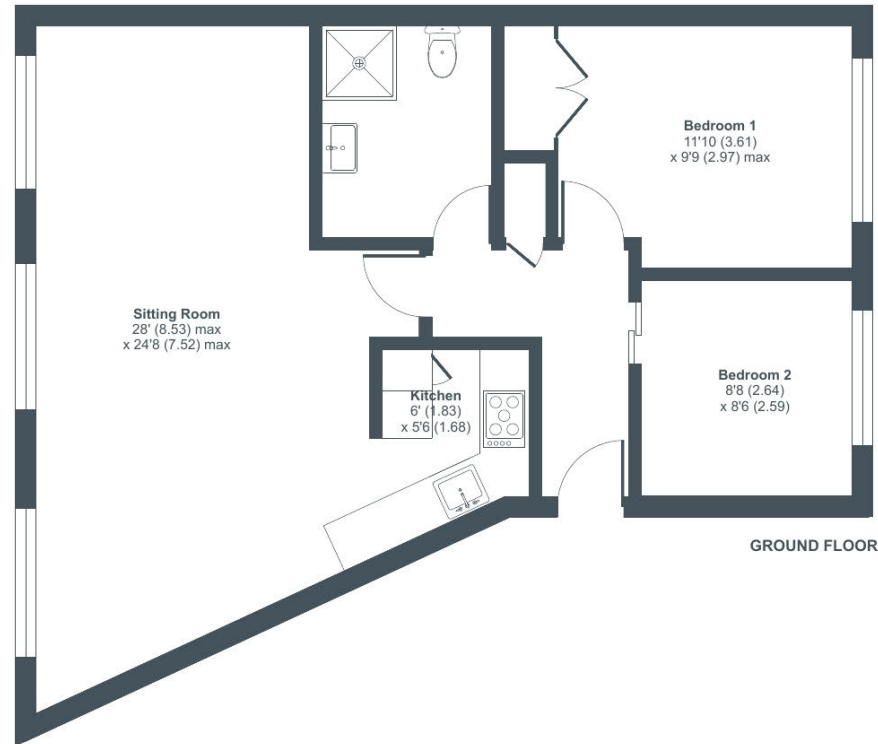 Bedroom 1
11'10 (3.61)
x 9'9 (2.97) max
Sitting Room
28' (8.53) max
x 24'8 (7.52) max
Kitchen
6' (1.83)
x 5'6 (1.68)
Bedroom 2
8'8 (2.64)
x 8'6 (2.59)
GROUND FLOOR